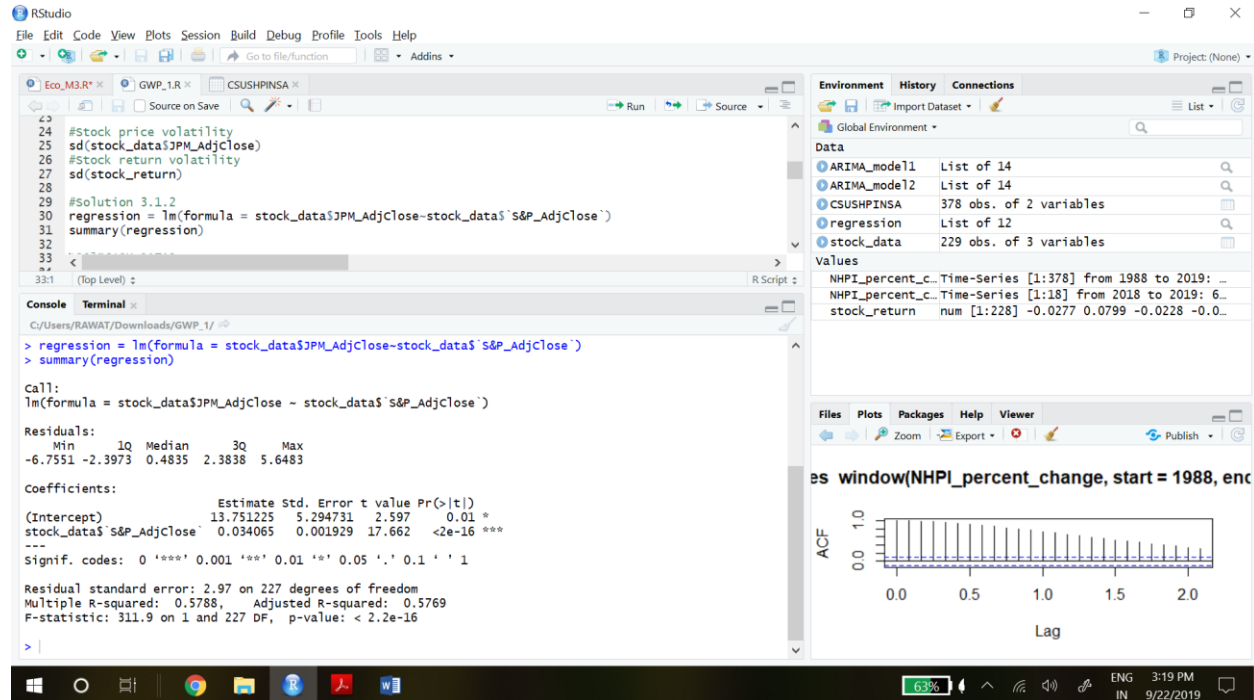 RStudio
File Edit Code View Plots Session Build Debug Profile Tools Help
Go to file/function Addins
Project: (None)
Eco_M3.R* GWP_1.R CSUSHPINSA
Source on Save Run Source
23
24 #Stock price volatility
25 sd(stock_data$JPM_AdjClose)
26 #Stock return volatility
27 sd(stock_return)
28
29 #Solution 3.1.2
30 regression = lm(formula = stock_data$JPM_AdjClose~stock_data$`S&P_AdjClose`)
31 summary(regression)
32
33
33:1 (Top Level) R Script
Console Terminal
C:/Users/RAWAT/Downloads/GWP_1/
> regression = lm(formula = stock_data$JPM_AdjClose~stock_data$`S&P_AdjClose`)
> summary(regression)
Call:
lm(formula = stock_data$JPM_AdjClose ~ stock_data$`S&P_AdjClose`)
Residuals:
Min 1Q Median 3Q Max
-6.7551 -2.3973 0.4835 2.3838 5.6483
Coefficients:
Estimate Std. Error t value Pr(>|t|)
(Intercept) 13.751225 5.294731 2.597 0.01 *
stock_data$`S&P_AdjClose` 0.034065 0.001929 17.662 <2e-16 ***
---
Signif. codes: 0 ‘***’ 0.001 ‘**’ 0.01 ‘*’ 0.05 ‘.’ 0.1 ‘ ’ 1
Residual standard error: 2.97 on 227 degrees of freedom
Multiple R-squared: 0.5788, Adjusted R-squared: 0.5769
F-statistic: 311.9 on 1 and 227 DF, p-value: < 2.2e-16
>
Environment History Connections
Import Dataset List
Global Environment
Data
ARIMA_model1 List of 14
ARIMA_model2 List of 14
CSUSHPINSA 378 obs. of 2 variables
regression List of 12
stock_data 229 obs. of 3 variables
Values
NHPI_percent_c… Time-Series [1:378] from 1988 to 2019: …
NHPI_percent_c… Time-Series [1:18] from 2018 to 2019: 6…
stock_return num [1:228] -0.0277 0.0799 -0.0228 -0.0…
Files Plots Packages Help Viewer
Zoom Export Publish
es window(NHPI_percent_change, start = 1988, enc
ACF
0.0 1.0
0.0 0.5 1.0 1.5 2.0
Lag
63%
ENG
IN
3:19 PM
9/22/2019